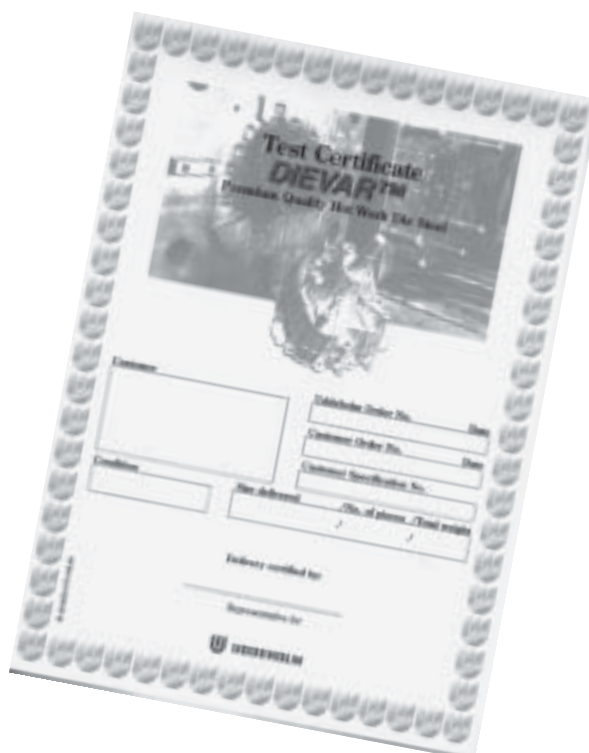 Test Certificate
DIEVAR™
Premium Quality Hot Work Die Steel
Customer
Uddeholm Order No. Date
Customer Order No. Date
Customer Specification No.
Condition
Size delivered /No. of pieces /Total weight
/ /
Delivery certified by:
Representative for
UDDEHOLM